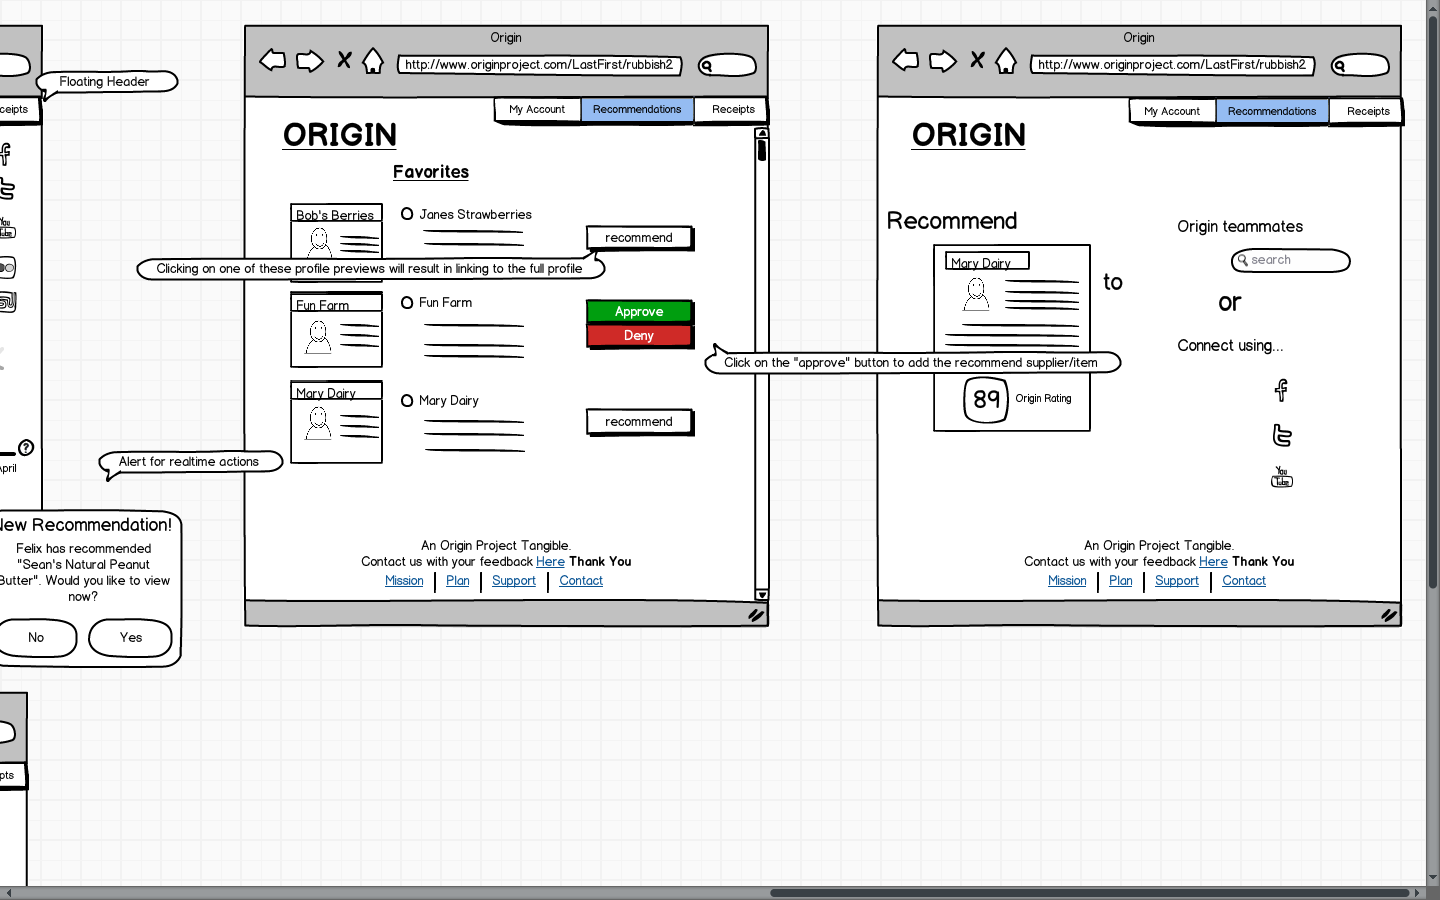 Floating Header
ceipts
April
Alert for realtime actions
New Recommendation!
Felix has recommended
"Sean's Natural Peanut
Butter". Would you like to view
now?
No
Yes
pts
Origin
http://www.originproject.com/LastFirst/rubbish2
My Account
Recommendations
Receipts
ORIGIN
Favorites
Bob's Berries
Janes Strawberries
recommend
Clicking on one of these profile previews will result in linking to the full profile
Fun Farm
Fun Farm
Approve
Deny
Click on the "approve" button to add the recommend supplier/item
Mary Dairy
Mary Dairy
recommend
An Origin Project Tangible.
Contact us with your feedback Here Thank You
Mission
Plan
Support
Contact
Origin
http://www.originproject.com/LastFirst/rubbish2
My Account
Recommendations
Receipts
ORIGIN
Recommend
Mary Dairy
89
Origin Rating
to
Origin teammates
search
or
Connect using...
You
Tube
An Origin Project Tangible.
Contact us with your feedback Here Thank You
Mission
Plan
Support
Contact